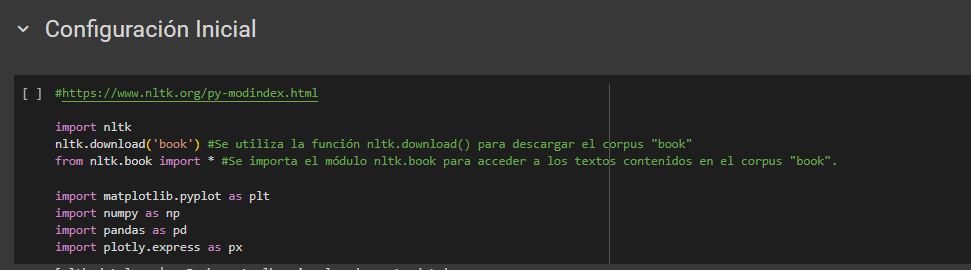 Configuración Inicial
[ ] #https://www.nltk.org/py-modindex.html
import nltk
nltk.download('book') #Se utiliza la función nltk.download() para descargar el corpus "book"
from nltk.book import * #Se importa el módulo nltk.book para acceder a los textos contenidos en el corpus "book".
import matplotlib.pyplot as plt
import numpy as np
import pandas as pd
import plotly.express as px